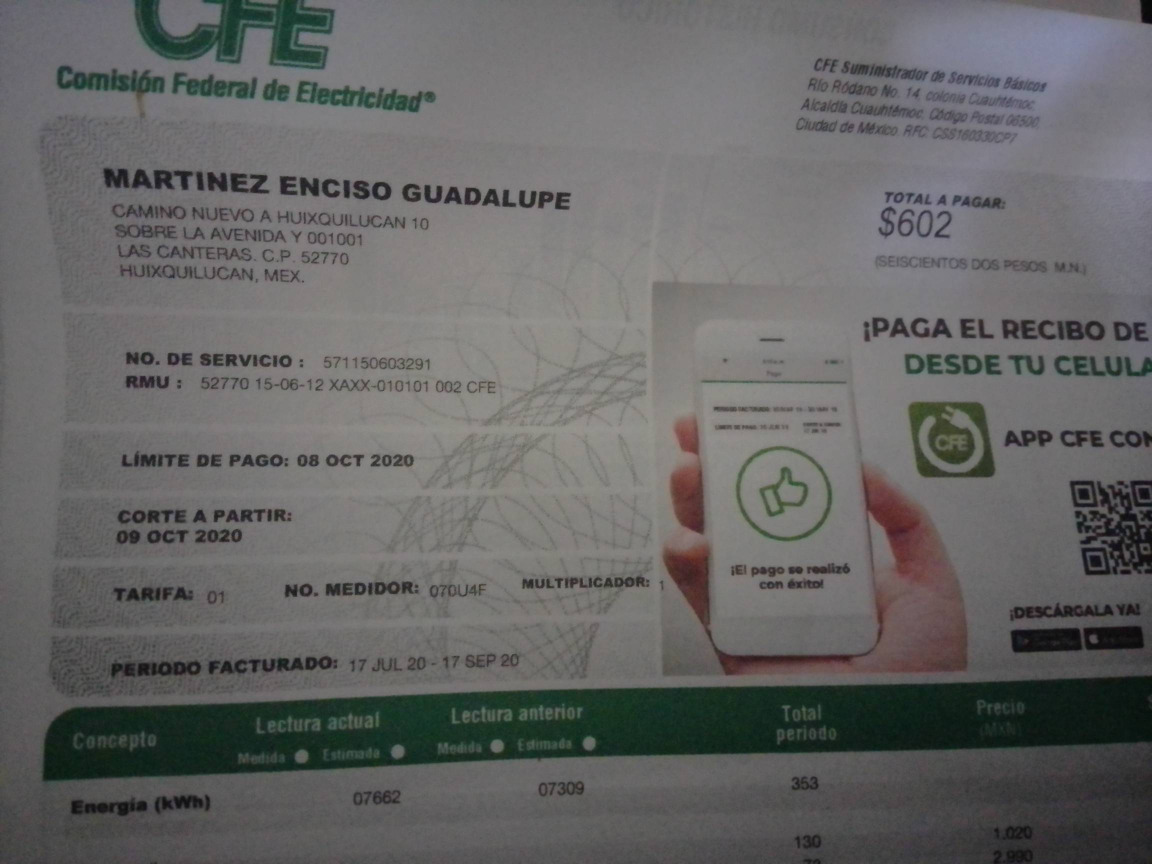 CFE
Comisión Federal de Electricidad®
CFE Suministrador de Servicios Básicos
Río Ródano No. 14, colonia Cuauhtémoc,
Alcaldía Cuauhtémoc, Código Postal 06500,
Ciudad de México. RFC: CSS160330CP7
MARTINEZ ENCISO GUADALUPE
CAMINO NUEVO A HUIXQUILUCAN 10
SOBRE LA AVENIDA Y 001001
LAS CANTERAS. C.P. 52770
HUIXQUILUCAN, MEX.
TOTAL A PAGAR:
$602
(SEISCIENTOS DOS PESOS M.N.)
NO. DE SERVICIO : 571150603291
RMU : 52770 15-06-12 XAXX-010101 002 CFE
LÍMITE DE PAGO: 08 OCT 2020
CORTE A PARTIR:
09 OCT 2020
TARIFA: 01 NO. MEDIDOR: 070U4F MULTIPLICADOR: 1
PERIODO FACTURADO: 17 JUL 20 - 17 SEP 20
¡PAGA EL RECIBO DE
DESDE TU CELULA
CFE
APP CFE CON
¡El pago se realizó
con éxito!
¡DESCÁRGALA YA!
Concepto
Lectura actual
Medida Estimada
Lectura anterior
Medida Estimada
Total
periodo
Precio
(MXN)
Energía (kWh) 07662 07309 353
130 1.020
2.990